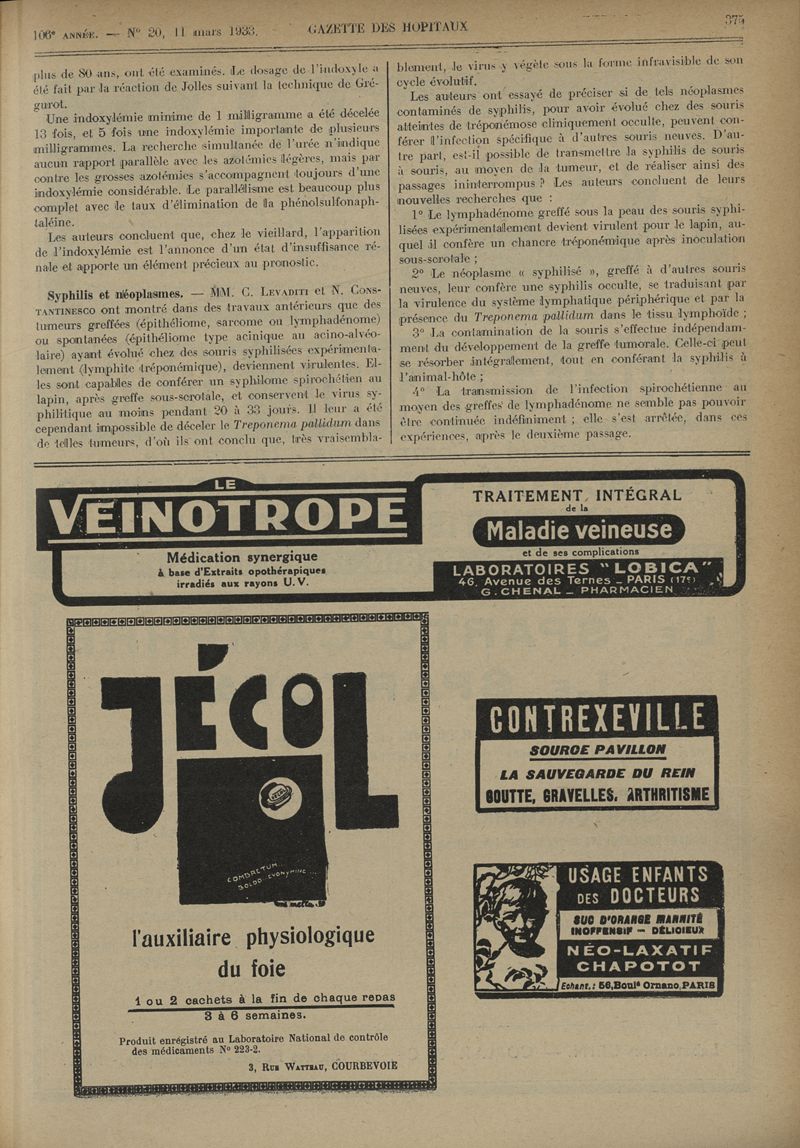 106e ANNÉE. — No 20, 11 mars 1933.
GAZETTE DES HOPITAUX
375
plus de 80 ans, ont été examinés. Le dosage de l'indoxyle a
été fait par la réaction de Jolles suivant la technique de Gré-
gurot.
Une indoxylémie minime de 1 milligramme a été décelée
13 fois, et 5 fois une indoxylémie importante de plusieurs
milligrammes. La recherche simultanée de l'urée n'indique
aucun rapport parallèle avec les azotémies légères, mais par
contre les grosses azotémies s'accompagnent toujours d'une
indoxylémie considérable. Le parallélisme est beaucoup plus
complet avec le taux d'élimination de la phénolsulfonaph-
taléine.
Les auteurs concluent que, chez le vieillard, l'apparition
de l'indoxylémie est l'annonce d'un état d'insuffisance ré-
nale et apporte un élément précieux au pronostic.
Syphilis et néoplasmes. — MM. C. LEVADITI et N. CONS-
TANTINESCO ont montré dans des travaux antérieurs que des
tumeurs greffées (épithéliome, sarcome ou lymphadénome)
ou spontanées (épithéliome type acinique au acino-alvéo-
laire) ayant évolué chez des souris syphilisées expérimenta-
lement (lymphite tréponémique), deviennent virulentes. El-
les sont capables de conférer un syphilome spirochétien au
lapin, après greffe sous-scrotale, et conservent le virus sy-
philitique au moins pendant 20 à 33 jours. Il leur a été
cependant impossible de déceler le Treponema pallidum dans
de telles tumeurs, d'où ils ont conclu que, très vraisembla-
blement, le virus y végète sous la forme infravisible de son
cycle évolutif.
Les auteurs ont essayé de préciser si de tels néoplasmes
contaminés de syphilis, pour avoir évolué chez des souris
atteintes de tréponémose cliniquement occulte, peuvent con-
férer l'infection spécifique à d'autres souris neuves. D'au-
tre part, est-il possible de transmettre la syphilis de souris
à souris, au moyen de la tumeur, et de réaliser ainsi des
passages ininterrompus ? Les auteurs concluent de leurs
nouvelles recherches que :
1° Le lymphadénome greffé sous la peau des souris syphi-
lisées expérimentalement devient virulent pour le lapin, au-
quel il confère un chancre tréponémique après inoculation
sous-scrotale ;
2° Le néoplasme « syphilisé », greffé à d'autres souris
neuves, leur confère une syphilis occulte, se traduisant par
la virulence du système lymphatique périphérique et par la
présence du Treponema pallidum dans le tissu lymphoïde ;
3° La contamination de la souris s'effectue indépendam-
ment du développement de la greffe tumorale. Celle-ci peut
se résorber intégralement, tout en conférant la syphilis à
l'animal-hôte ;
4° La transmission de l'infection spirochétienne au
moyen des greffes de lymphadénome ne semble pas pouvoir
être continuée indéfiniment ; elle s'est arrêtée, dans ces
expériences, après le deuxième passage.
LE
VEINOTROPE
Médication synergique
à base d'Extraits opothérapiques
irradiés aux rayons U.V.
TRAITEMENT INTÉGRAL
de la
Maladie veineuse
et de ses complications
LABORATOIRES "LOBICA"
46, Avenue des Ternes _ PARIS (17e)
G. CHENAL _ PHARMACIEN
JÉCOL
COMBRETUM...
BOLDO...EVONYMINE...
l'auxiliaire physiologique
du foie
1 ou 2 cachets à la fin de chaque repas
3 à 6 semaines.
Produit enrégistré au Laboratoire National de contrôle
des médicaments No 223-2.
3, RUE WATTEAU, COURBEVOIE
CONTREXEVILLE
SOURCE PAVILLON
LA SAUVEGARDE DU REIN
GOUTTE, GRAVELLES, ARTHRITISME
USAGE ENFANTS
DES DOCTEURS
SUC D'ORANGE MANNITÉ
INOFFENSIF — DÉLICIEUX
NÉO-LAXATIF
CHAPOTOT
Echant.: 56, Boulᵈ Ornano, PARIS